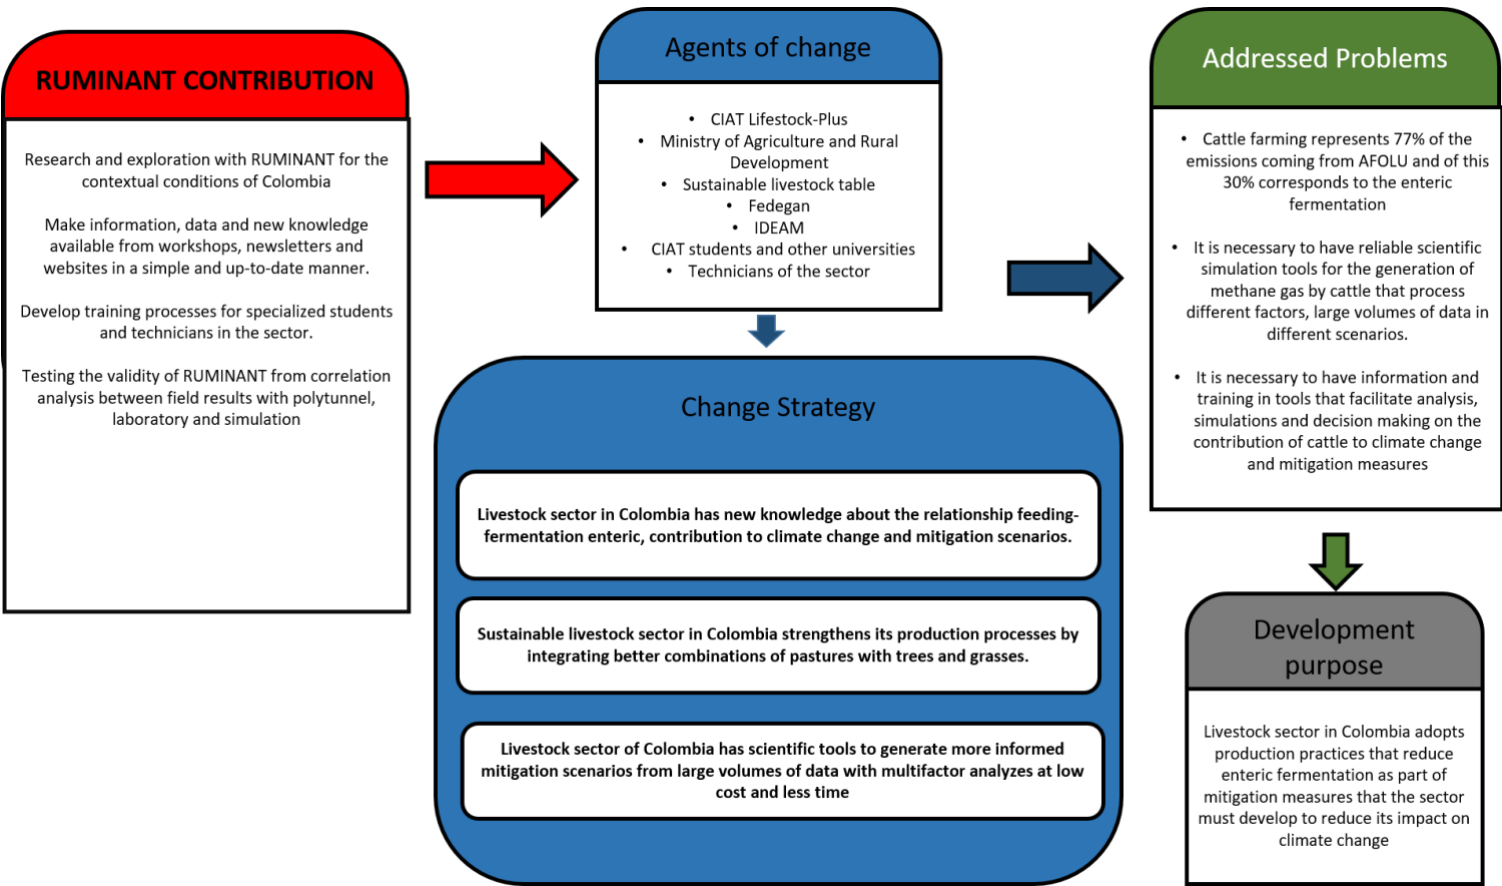 RUMINANT CONTRIBUTION
Research and exploration with RUMINANT for the
contextual conditions of Colombia
Make information, data and new knowledge
available from workshops, newsletters and
websites in a simple and up-to-date manner.
Develop training processes for specialized students
and technicians in the sector.
Testing the validity of RUMINANT from correlation
analysis between field results with polytunnel,
laboratory and simulation
Agents of change
• CIAT Lifestock-Plus
• Ministry of Agriculture and Rural
Development
• Sustainable livestock table
• Fedegan
• IDEAM
• CIAT students and other universities
• Technicians of the sector
Change Strategy
Livestock sector in Colombia has new knowledge about the relationship feeding-
fermentation enteric, contribution to climate change and mitigation scenarios.
Sustainable livestock sector in Colombia strengthens its production processes by
integrating better combinations of pastures with trees and grasses.
Livestock sector of Colombia has scientific tools to generate more informed
mitigation scenarios from large volumes of data with multifactor analyzes at low
cost and less time
Addressed Problems
• Cattle farming represents 77% of the
emissions coming from AFOLU and of this
30% corresponds to the enteric
fermentation
• It is necessary to have reliable scientific
simulation tools for the generation of
methane gas by cattle that process
different factors, large volumes of data in
different scenarios.
• It is necessary to have information and
training in tools that facilitate analysis,
simulations and decision making on the
contribution of cattle to climate change
and mitigation measures
Development
purpose
Livestock sector in Colombia adopts
production practices that reduce
enteric fermentation as part of
mitigation measures that the sector
must develop to reduce its impact on
climate change